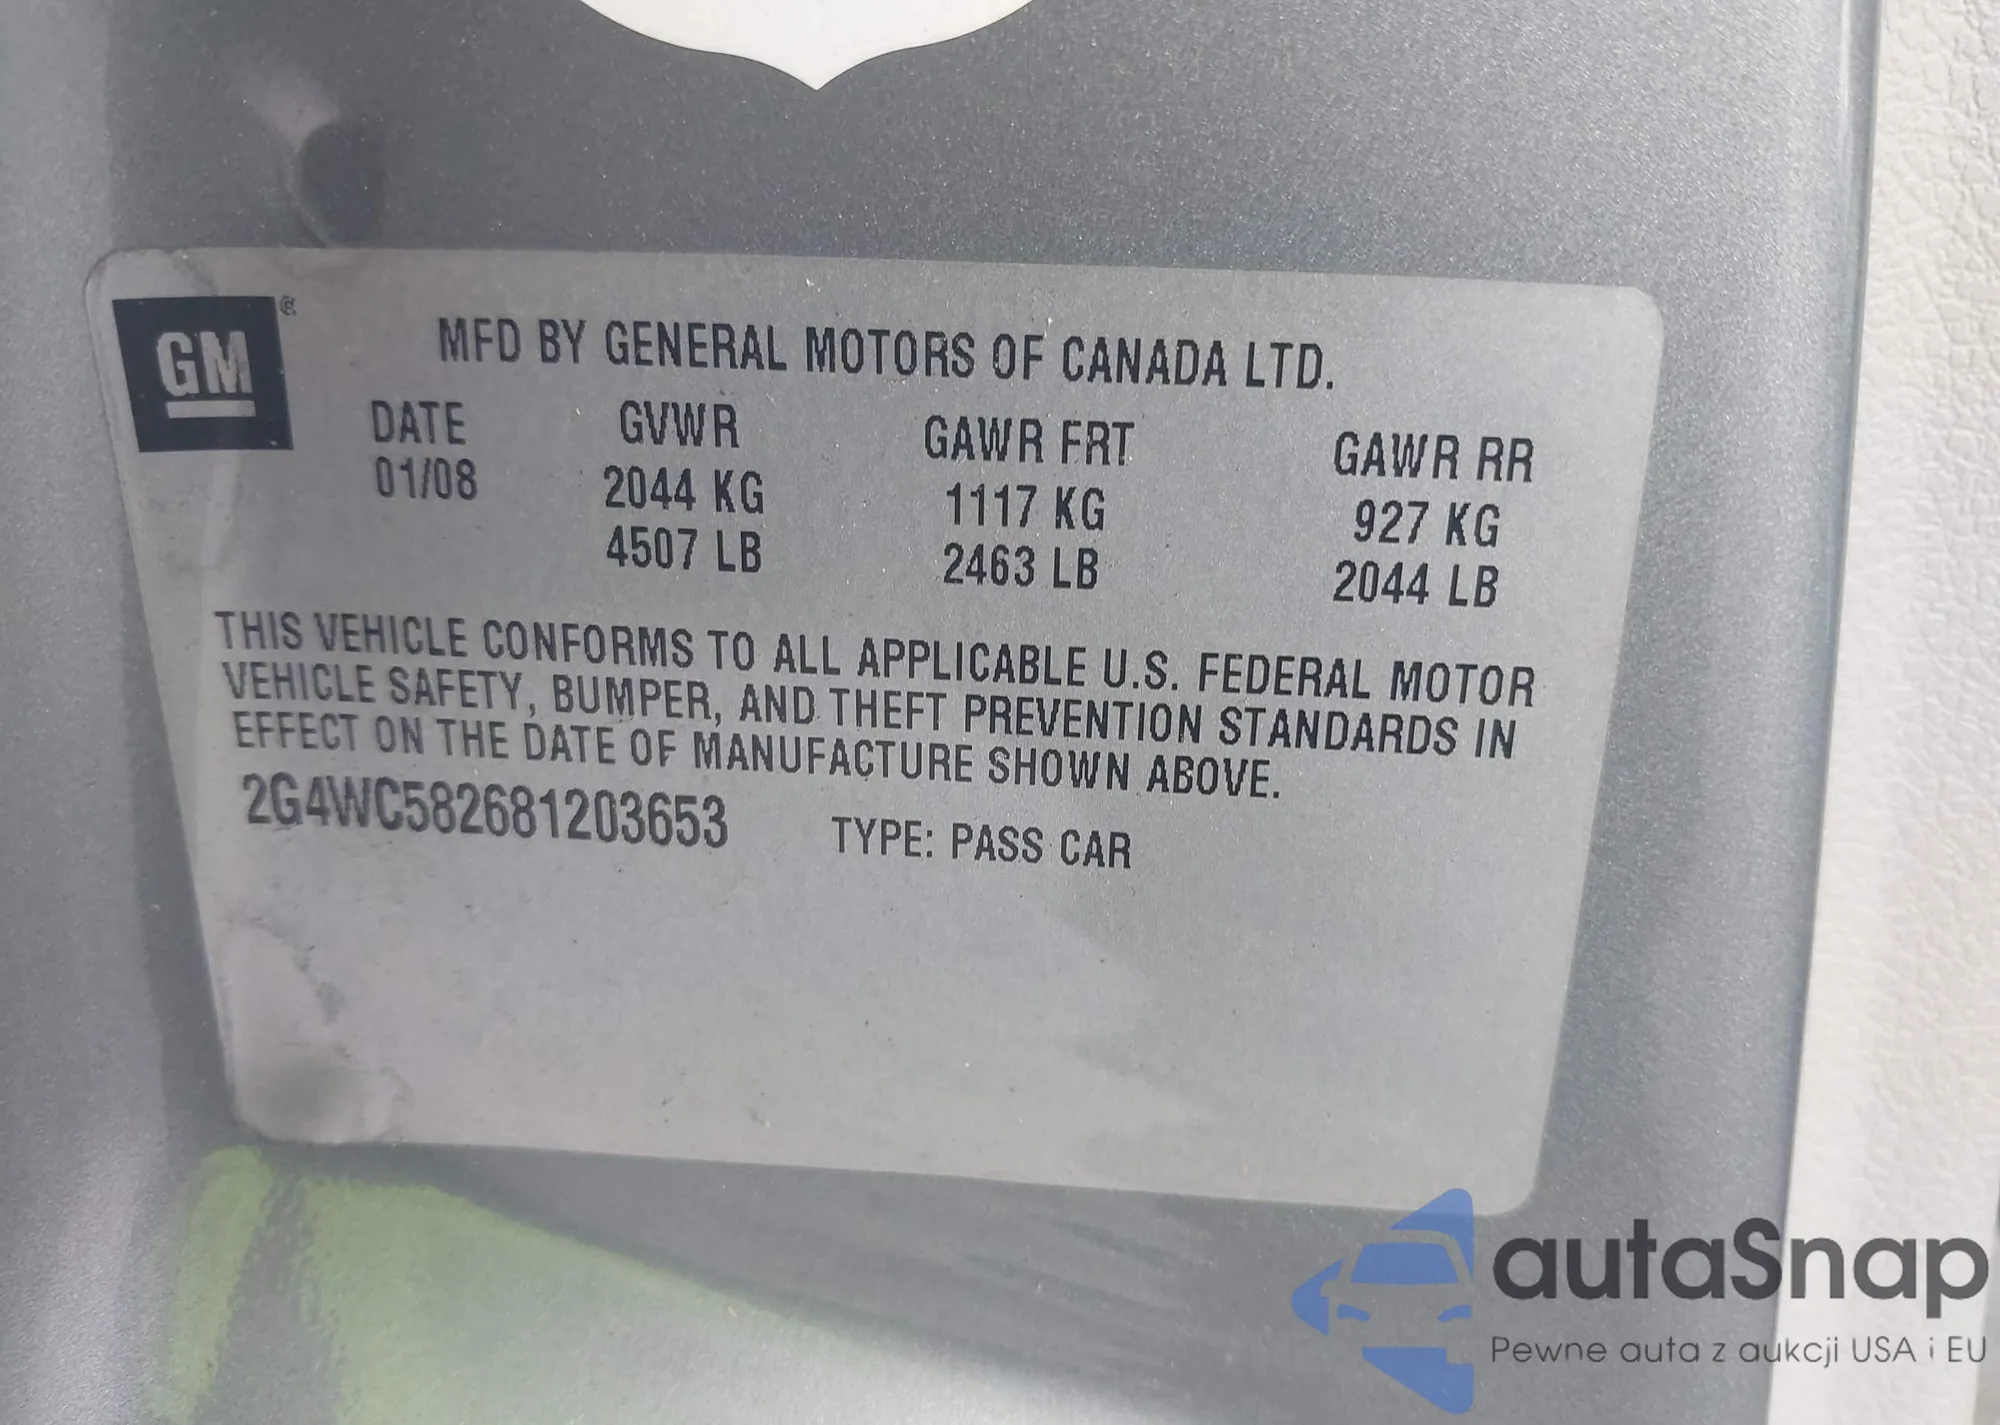 GM
MFD BY GENERAL MOTORS OF CANADA LTD.
DATE GVWR GAWR FRT GAWR RR
01/08 2044 KG 1117 KG 927 KG
4507 LB 2463 LB 2044 LB
THIS VEHICLE CONFORMS TO ALL APPLICABLE U.S. FEDERAL MOTOR
VEHICLE SAFETY, BUMPER, AND THEFT PREVENTION STANDARDS IN
EFFECT ON THE DATE OF MANUFACTURE SHOWN ABOVE.
2G4WC582681203653 TYPE: PASS CAR
autaSnap
Pewne auta z aukcji USA i EU